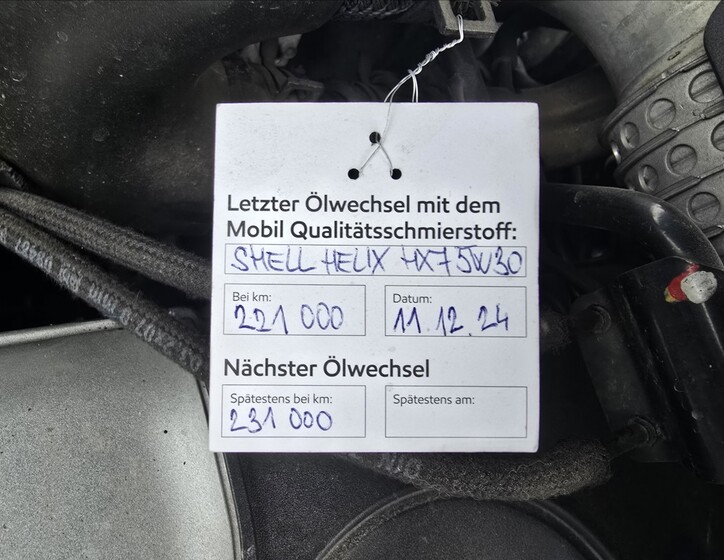 Letzter Ölwechsel mit dem
Mobil Qualitätsschmierstoff:
SHELL HELIX HX7 5W30
Bei km:
221 000
Datum:
11.12.24
Nächster Ölwechsel
Spätestens bei km:
231 000
Spätestens am: